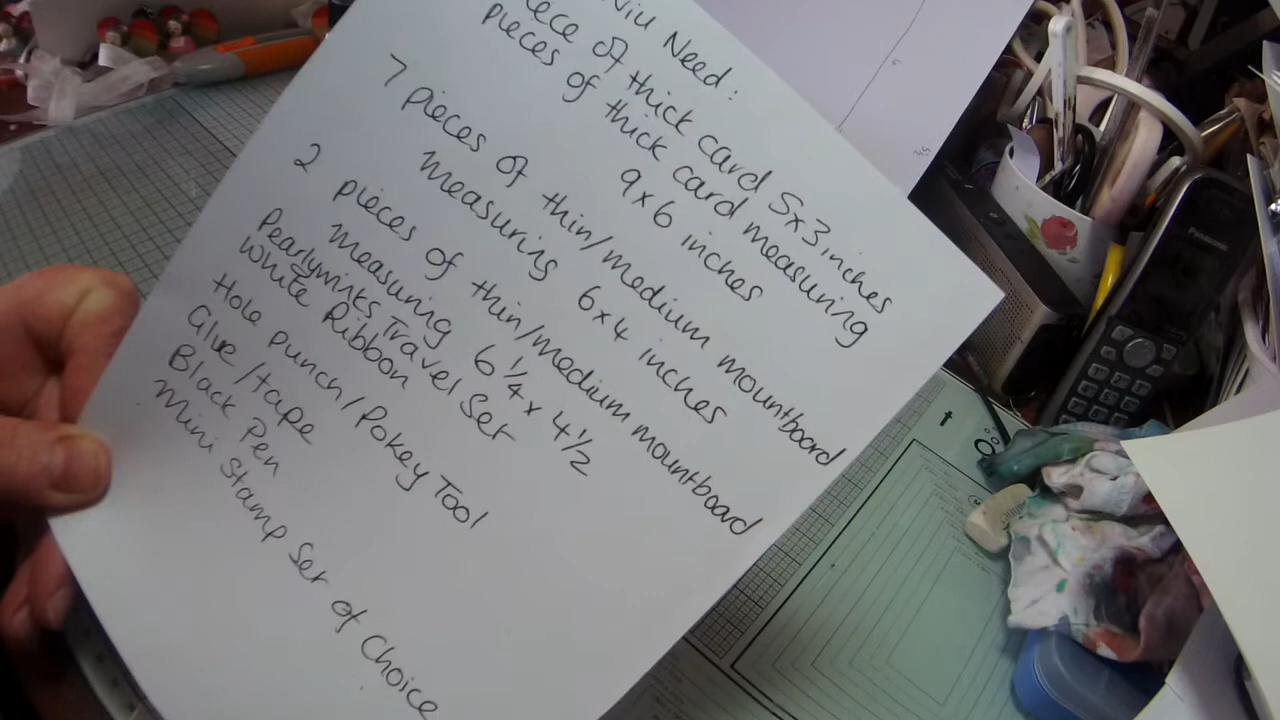 Need:
of thick card 5x3 inches
pieces of thick card measuring
9x6 inches
7 pieces of thin/medium mountboard
measuring 6x4 inches
2 pieces of thin/medium mountboard
measuring 6 1/4 x 4 1/2
Pearlywinks Travel Set
White Ribbon
Hole punch/Pokey Tool
Glue/tape
Black Pen
Mini Stamp Set of Choice
Panasonic